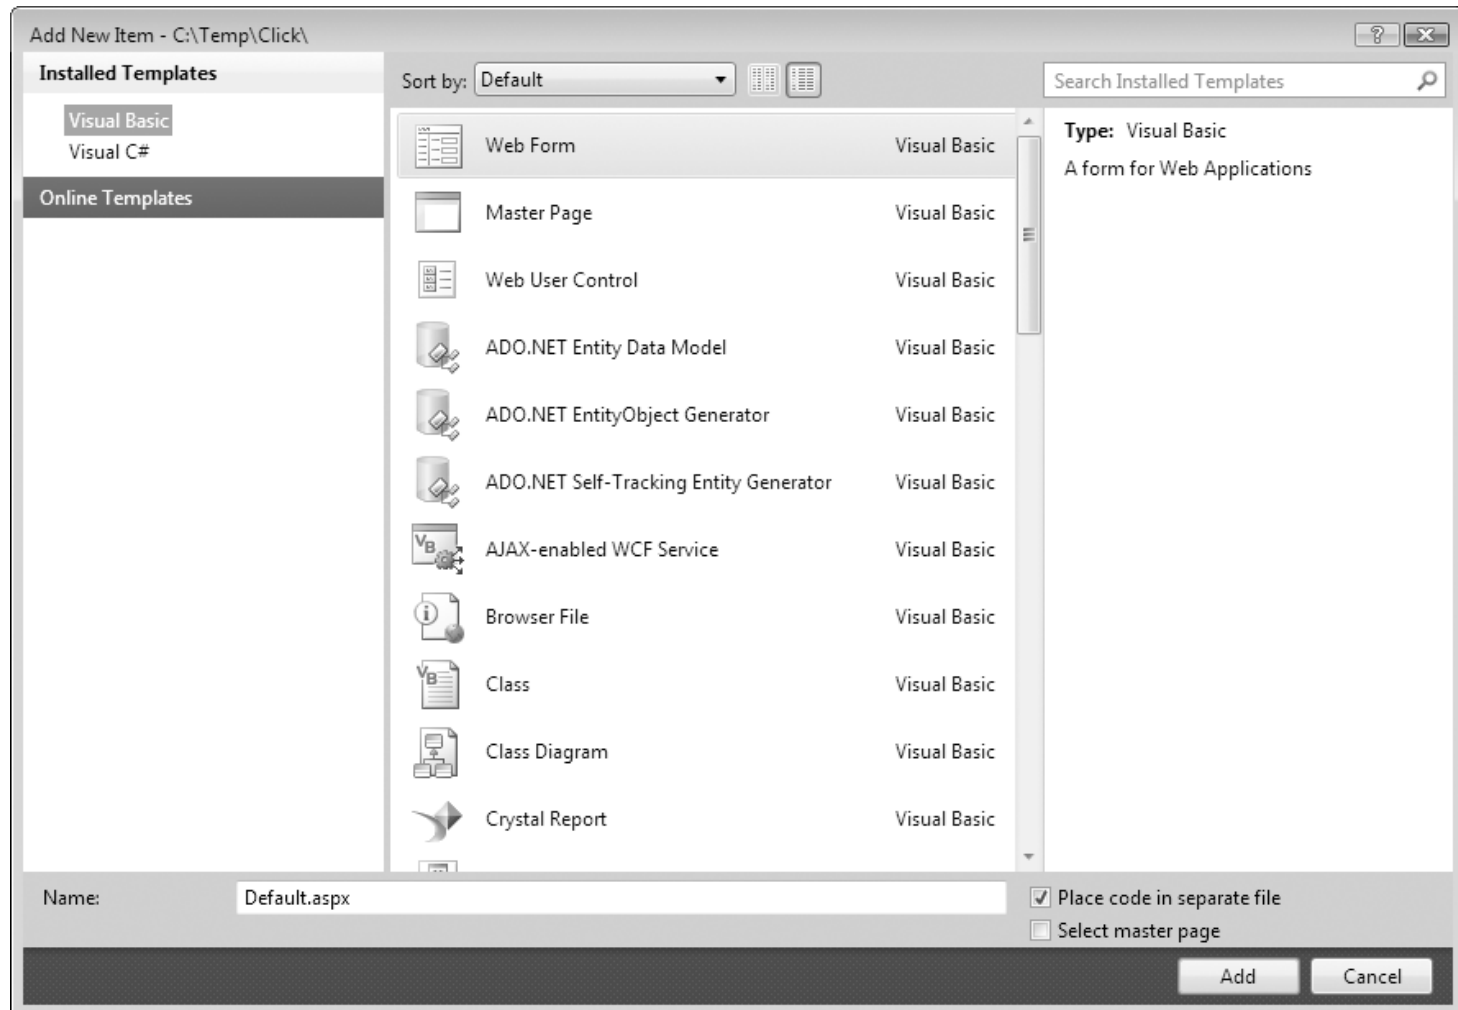 Add New Item - C:\Temp\Click\
Installed Templates
Visual Basic
Visual C#
Online Templates
Sort by: Default
Search Installed Templates
Web Form Visual Basic
Master Page Visual Basic
Web User Control Visual Basic
ADO.NET Entity Data Model Visual Basic
ADO.NET EntityObject Generator Visual Basic
ADO.NET Self-Tracking Entity Generator Visual Basic
VB
AJAX-enabled WCF Service Visual Basic
Browser File Visual Basic
VB
Class Visual Basic
Class Diagram Visual Basic
Crystal Report Visual Basic
Type: Visual Basic
A form for Web Applications
Name: Default.aspx
Place code in separate file
Select master page
Add Cancel